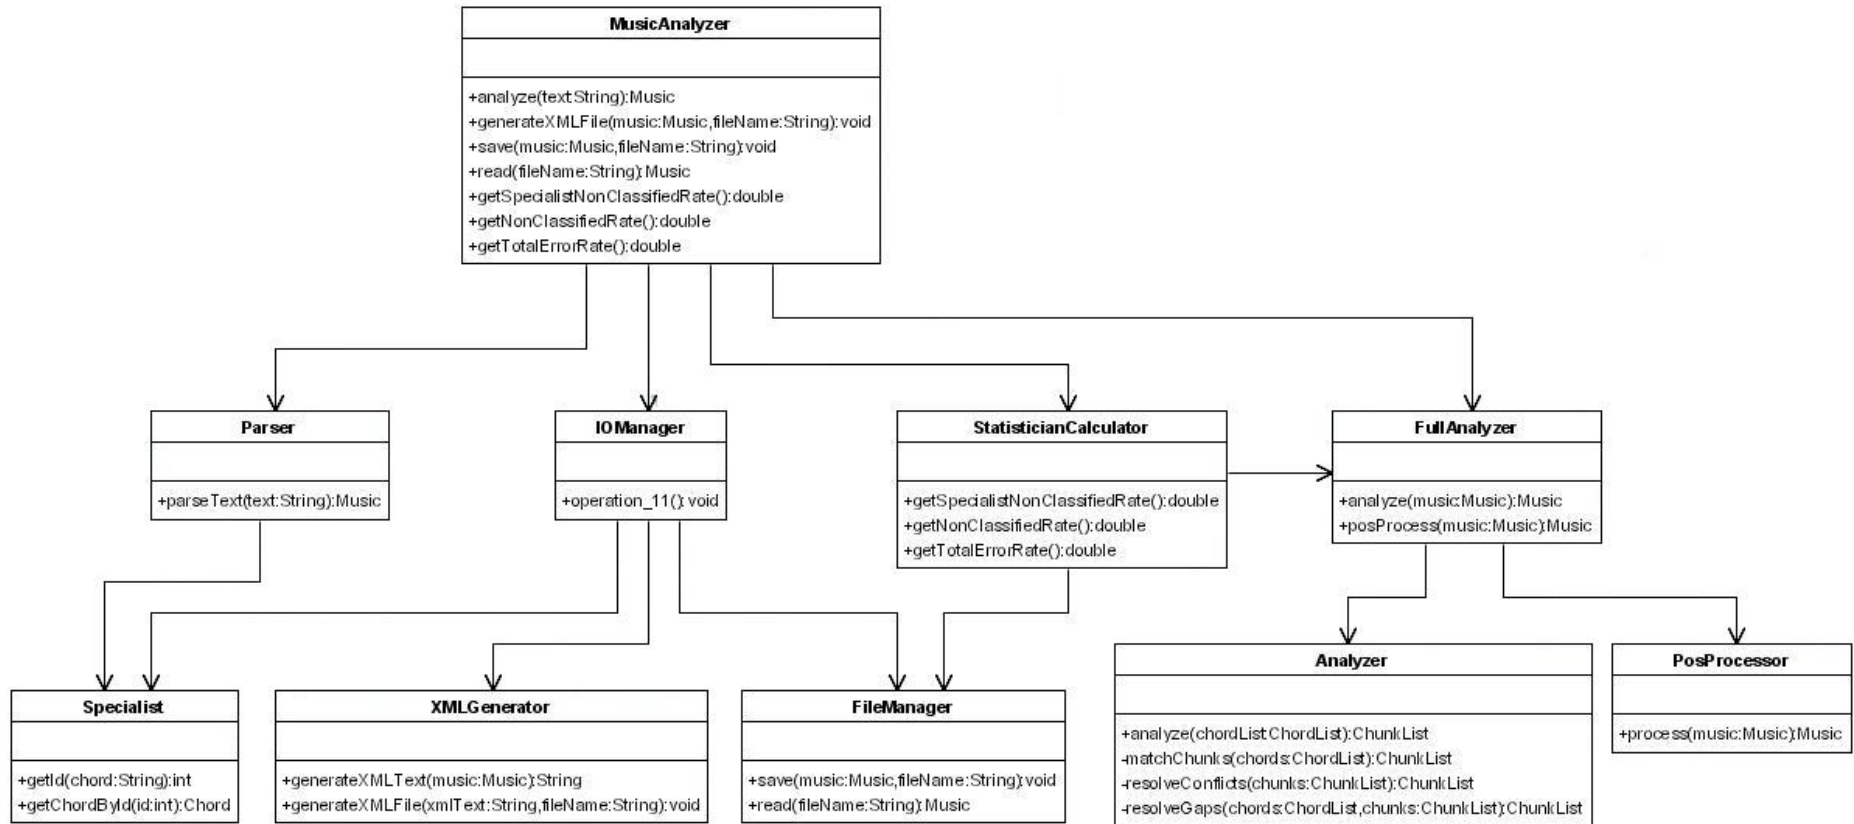 MusicAnalyzer
+analyze(text:String):Music
+generateXMLFile(music:Music,fileName:String):void
+save(music:Music,fileName:String):void
+read(fileName:String):Music
+getSpecialistNonClassifiedRate():double
+getNonClassifiedRate():double
+getTotalErrorRate():double
Parser
+parseText(text:String):Music
IOManager
+operation_11():void
StatisticianCalculator
+getSpecialistNonClassifiedRate():double
+getNonClassifiedRate():double
+getTotalErrorRate():double
FullAnalyzer
+analyze(music:Music):Music
+posProcess(music:Music):Music
Specialist
+getId(chord:String):int
+getChordById(id:int):Chord
XMLGenerator
+generateXMLText(music:Music):String
+generateXMLFile(xmlText:String,fileName:String):void
FileManager
+save(music:Music,fileName:String):void
+read(fileName:String):Music
Analyzer
+analyze(chordList:ChordList):ChunkList
-matchChunks(chords:ChordList):ChunkList
-resolveConflicts(chunks:ChunkList):ChunkList
-resolveGaps(chords:ChordList,chunks:ChunkList):ChunkList
PosProcessor
+process(music:Music):Music